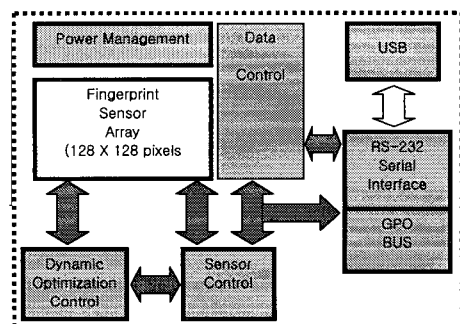 Power Management
Data
Control
USB
Fingerprint
Sensor
Array
(128 X 128 pixels
RS-232
Serial
Interface
GPO
BUS
Dynamic
Optimization
Control
Sensor
Control